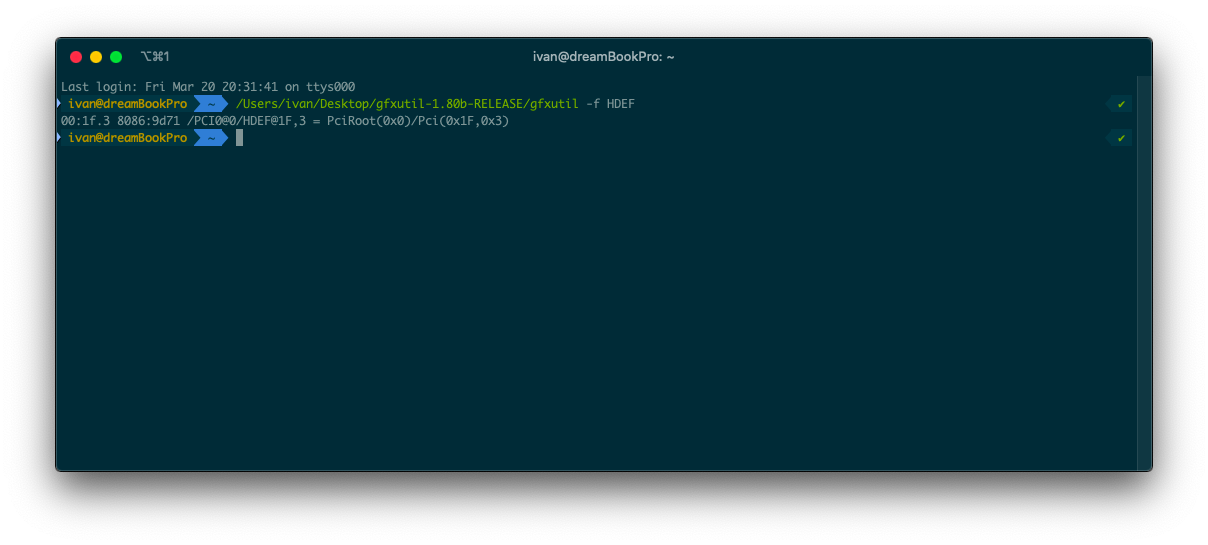 ⌥⌘1
ivan@dreamBookPro: ~
Last login: Fri Mar 20 20:31:41 on ttys000
ivan@dreamBookPro ~ /Users/ivan/Desktop/gfxutil-1.80b-RELEASE/gfxutil -f HDEF ✔
00:1f.3 8086:9d71 /PCI0@0/HDEF@1F,3 = PciRoot(0x0)/Pci(0x1F,0x3)
ivan@dreamBookPro ~ ✔